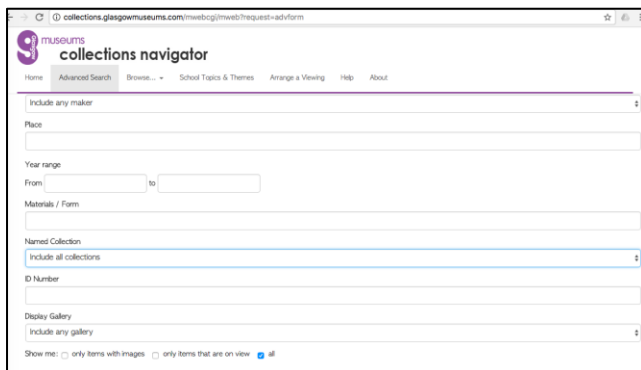 collections.glasgowmuseums.com/mwebcgi/mweb?request=advform
museums
collections navigator
Home Advanced Search Browse... School Topics & Themes Arrange a Viewing Help About
Include any maker
Place
Year range
From to
Materials / Form
Named Collection
Include all collections
ID Number
Display Gallery
Include any gallery
Show me: only items with images only items that are on view all